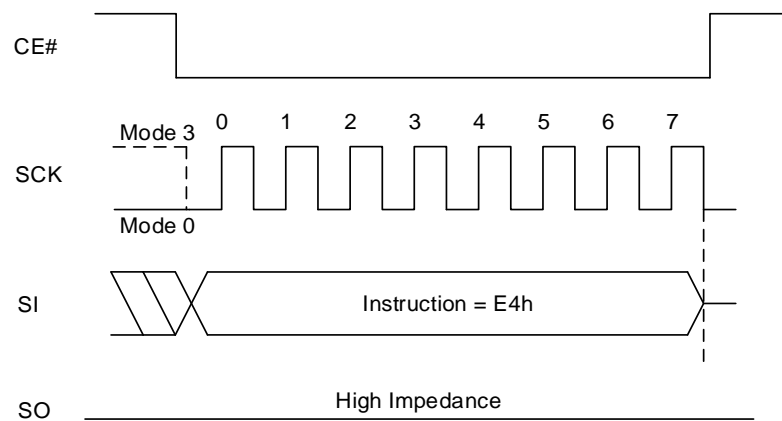 CE#
0 1 2 3 4 5 6 7
Mode 3
SCK
Mode 0
SI
Instruction = E4h
High Impedance
SO